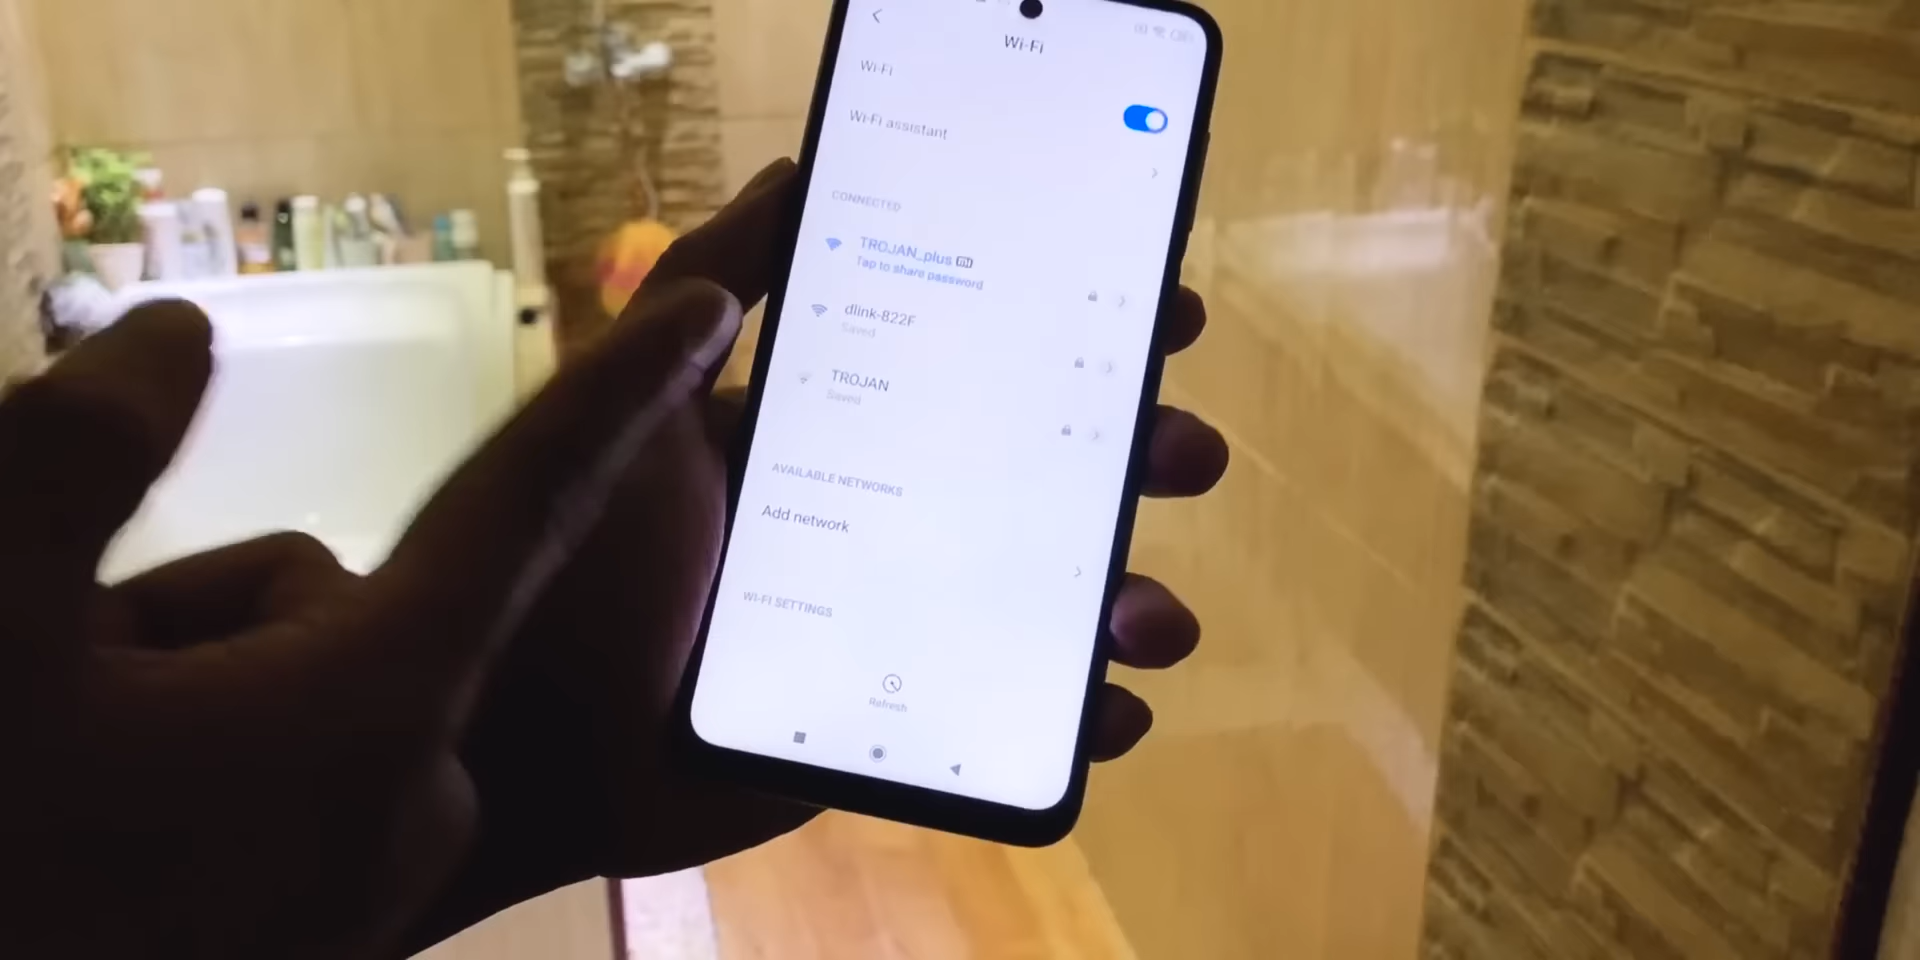 Wi-Fi
Wi-Fi
Wi-Fi assistant
CONNECTED
TROJAN_plus
Tap to share password
dlink-822F
Saved
TROJAN
Saved
AVAILABLE NETWORKS
Add network
WI-FI SETTINGS
Refresh